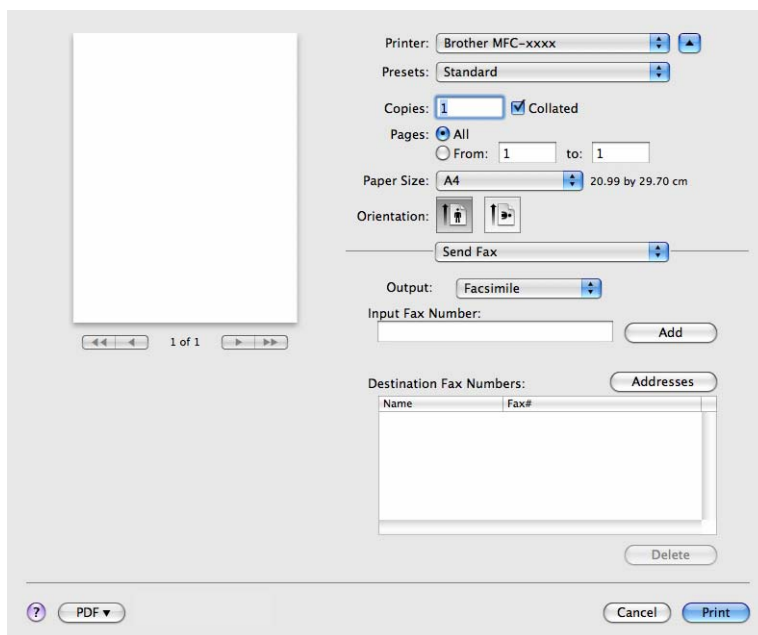 Printer: Brother MFC-xxxx
Presets: Standard
Copies: 1 Collated
Pages: All
From: 1 to: 1
Paper Size: A4 20.99 by 29.70 cm
Orientation:
Send Fax
Output: Facsimile
Input Fax Number:
Add
1 of 1
Destination Fax Numbers: Addresses
Name Fax#
Delete
? PDF Cancel Print